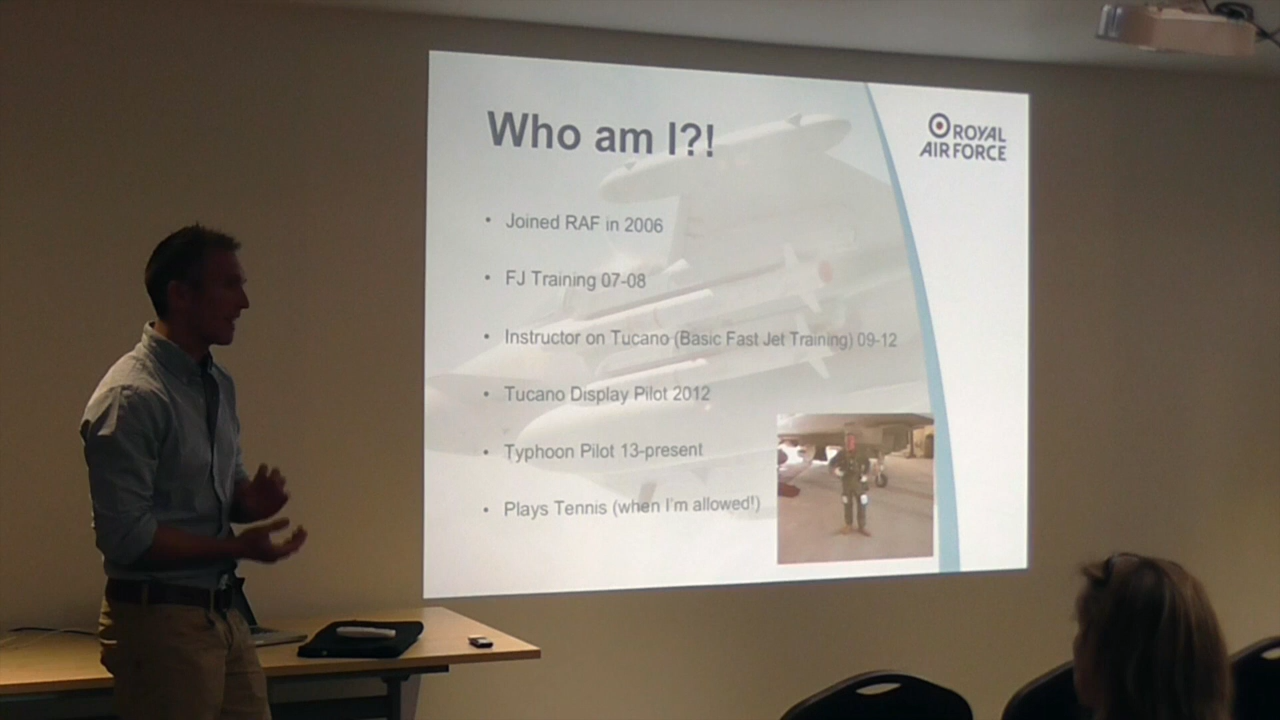 Who am I?!
ROYAL
AIR FORCE
• Joined RAF in 2006
• FJ Training 07-08
• Instructor on Tucano (Basic Fast Jet Training) 09-12
• Tucano Display Pilot 2012
• Typhoon Pilot 13-present
• Plays Tennis (when I'm allowed!)